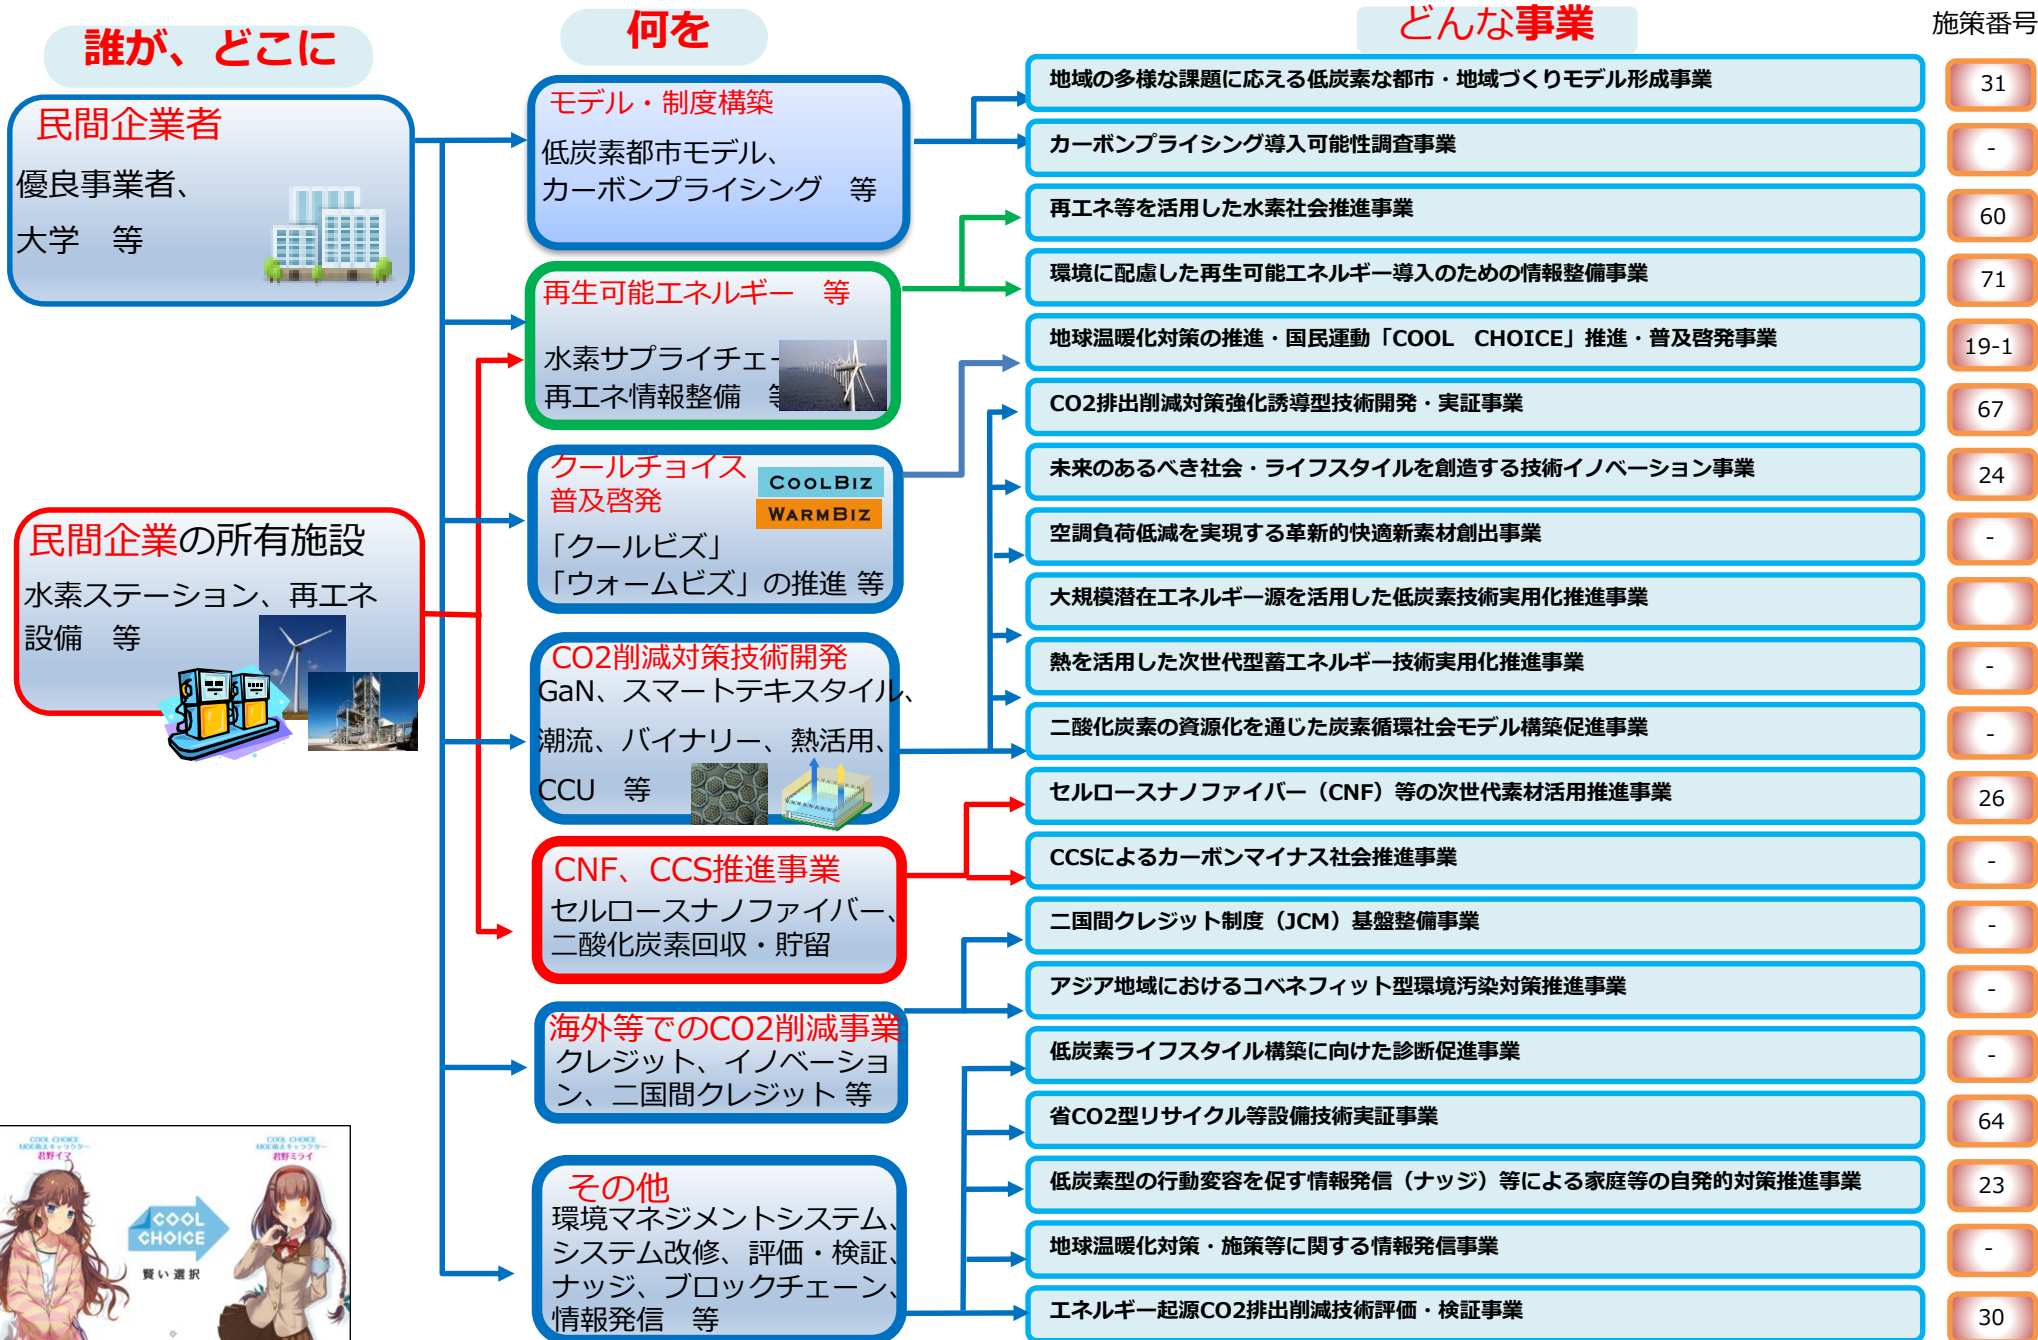 誰が、どこに
何を
どんな事業
施策番号
民間企業者
優良事業者、
大学　等
民間企業の所有施設
水素ステーション、再エネ
設備　等
モデル・制度構築
低炭素都市モデル、
カーボンプライシング　等
再生可能エネルギー　等
水素サプライチェー
再エネ情報整備
クールチョイス
普及啓発
COOLBIZ
WARMBIZ
「クールビズ」
「ウォームビズ」の推進 等
CO2削減対策技術開発
GaN、スマートテキスタイル、
潮流、バイナリー、熱活用、
CCU　等
CNF、CCS推進事業
セルロースナノファイバー、
二酸化炭素回収・貯留
海外等でのCO2削減事業
クレジット、イノベーショ
ン、二国間クレジット 等
その他
環境マネジメントシステム、
システム改修、評価・検証、
ナッジ、ブロックチェーン、
情報発信　等
地域の多様な課題に応える低炭素な都市・地域づくりモデル形成事業
31
カーボンプライシング導入可能性調査事業
-
再エネ等を活用した水素社会推進事業
60
環境に配慮した再生可能エネルギー導入のための情報整備事業
71
地球温暖化対策の推進・国民運動「COOL　CHOICE」推進・普及啓発事業
19-1
CO2排出削減対策強化誘導型技術開発・実証事業
67
未来のあるべき社会・ライフスタイルを創造する技術イノベーション事業
24
空調負荷低減を実現する革新的快適新素材創出事業
-
大規模潜在エネルギー源を活用した低炭素技術実用化推進事業
熱を活用した次世代型蓄エネルギー技術実用化推進事業
-
二酸化炭素の資源化を通じた炭素循環社会モデル構築促進事業
-
セルロースナノファイバー（CNF）等の次世代素材活用推進事業
26
CCSによるカーボンマイナス社会推進事業
-
二国間クレジット制度（JCM）基盤整備事業
-
アジア地域におけるコベネフィット型環境汚染対策推進事業
-
低炭素ライフスタイル構築に向けた診断促進事業
-
省CO2型リサイクル等設備技術実証事業
64
低炭素型の行動変容を促す情報発信（ナッジ）等による家庭等の自発的対策推進事業
23
地球温暖化対策・施策等に関する情報発信事業
-
エネルギー起源CO2排出削減技術評価・検証事業
30
COOL CHOICE
MOE萌えキャラクター
君野イマ
COOL CHOICE
MOE萌えキャラクター
君野ミライ
COOL
CHOICE
賢い選択